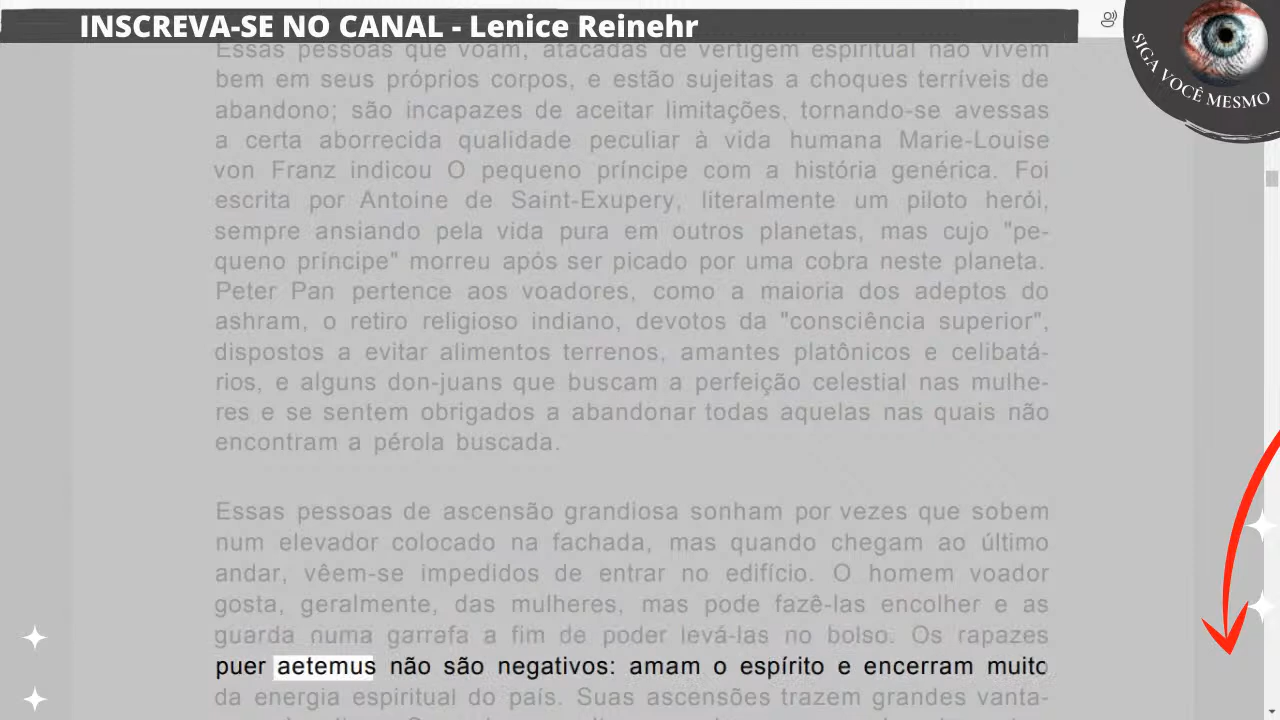 INSCREVA-SE NO CANAL - Lenice Reinehr
SIGA VOCÊ MESMO
Essas pessoas que voam, atacadas de vertigem espiritual não vivem
bem em seus próprios corpos, e estão sujeitas a choques terríveis de
abandono; são incapazes de aceitar limitações, tornando-se avessas
a certa aborrecida qualidade peculiar à vida humana Marie-Louise
von Franz indicou O pequeno príncipe com a história genérica. Foi
escrita por Antoine de Saint-Exupery, literalmente um piloto herói,
sempre ansiando pela vida pura em outros planetas, mas cujo "pe-
queno príncipe" morreu após ser picado por uma cobra neste planeta.
Peter Pan pertence aos voadores, como a maioria dos adeptos do
ashram, o retiro religioso indiano, devotos da "consciência superior",
dispostos a evitar alimentos terrenos, amantes platônicos e celibatá-
rios, e alguns don-juans que buscam a perfeição celestial nas mulhe-
res e se sentem obrigados a abandonar todas aquelas nas quais não
encontram a pérola buscada.
Essas pessoas de ascensão grandiosa sonham por vezes que sobem
num elevador colocado na fachada, mas quando chegam ao último
andar, vêem-se impedidos de entrar no edifício. O homem voador
gosta, geralmente, das mulheres, mas pode fazê-las encolher e as
guarda numa garrafa a fim de poder levá-las no bolso. Os rapazes
puer aetemus não são negativos: amam o espírito e encerram muito
da energia espiritual do país. Suas ascensões trazem grandes vanta-